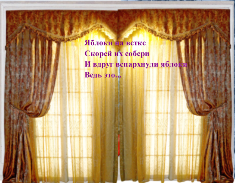 Яблоки на ветке
Скорей их собери
И вдруг вспархнули яблоки
Ведь это...